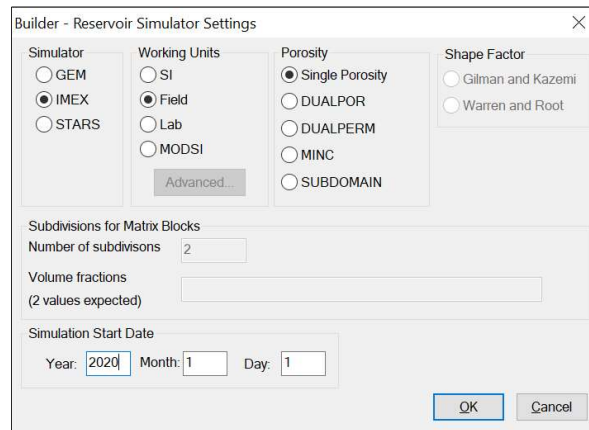 Builder - Reservoir Simulator Settings
Simulator
GEM
IMEX
STARS
Working Units
SI
Field
Lab
MODSI
Advanced...
Porosity
Single Porosity
DUALPOR
DUALPERM
MINC
SUBDOMAIN
Shape Factor
Gilman and Kazemi
Warren and Root
Subdivisions for Matrix Blocks
Number of subdivisons 2
Volume fractions
(2 values expected)
Simulation Start Date
Year: 2020 Month: 1 Day: 1
OK Cancel